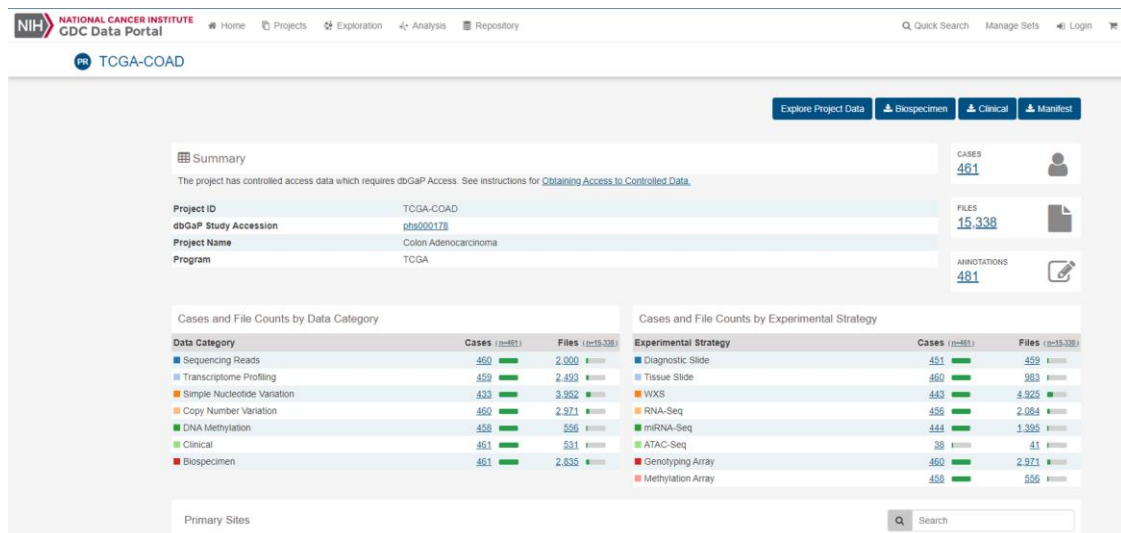 NIH NATIONAL CANCER INSTITUTE GDC Data Portal Home Projects Exploration Analysis Repository Quick Search Manage Sets Login
PR TCGA-COAD
Explore Project Data Biospecimen Clinical Manifest
Summary
The project has controlled access data which requires dbGaP Access. See instructions for Obtaining Access to Controlled Data.
Project ID TCGA-COAD
dbGaP Study Accession phs000178
Project Name Colon Adenocarcinoma
Program TCGA
CASES
461
FILES
15,338
ANNOTATIONS
481
Cases and File Counts by Data Category
Data Category Cases (n=461) Files (n=15,338)
Sequencing Reads 460 2,000
Transcriptome Profiling 459 2,493
Simple Nucleotide Variation 433 3,952
Copy Number Variation 460 2,971
DNA Methylation 458 556
Clinical 461 531
Biospecimen 461 2,835
Cases and File Counts by Experimental Strategy
Experimental Strategy Cases (n=461) Files (n=15,338)
Diagnostic Slide 451 459
Tissue Slide 460 983
WXS 443 4,925
RNA-Seq 456 2,084
miRNA-Seq 444 1,395
ATAC-Seq 38 41
Genotyping Array 460 2,971
Methylation Array 458 556
Primary Sites Search